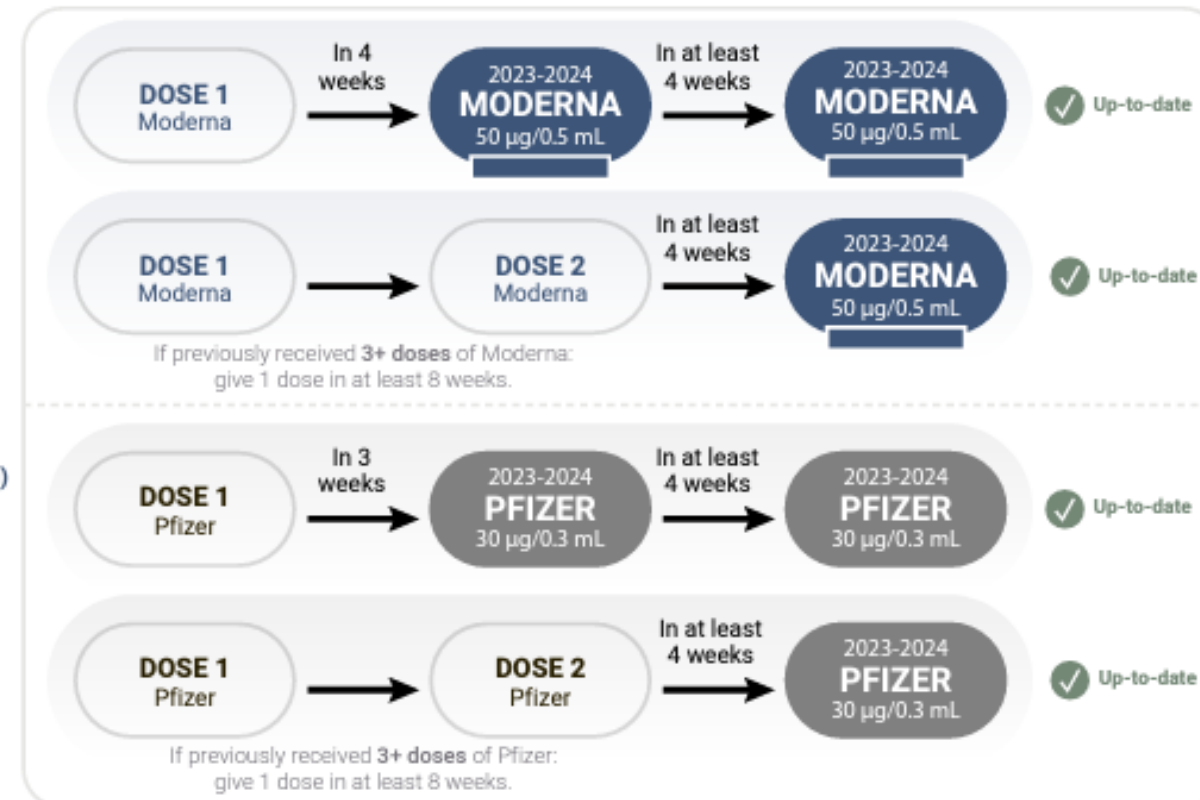 In 4
weeks
In at least
4 weeks
DOSE 1
Moderna
2023-2024
MODERNA
50 µg/0.5 mL
2023-2024
MODERNA
50 µg/0.5 mL
Up-to-date
In at least
4 weeks
DOSE 1
Moderna
DOSE 2
Moderna
2023-2024
MODERNA
50 µg/0.5 mL
Up-to-date
If previously received 3+ doses of Moderna:
give 1 dose in at least 8 weeks.
)
In 3
weeks
In at least
4 weeks
DOSE 1
Pfizer
2023-2024
PFIZER
30 µg/0.3 mL
2023-2024
PFIZER
30 µg/0.3 mL
Up-to-date
In at least
4 weeks
DOSE 1
Pfizer
DOSE 2
Pfizer
2023-2024
PFIZER
30 µg/0.3 mL
Up-to-date
If previously received 3+ doses of Pfizer:
give 1 dose in at least 8 weeks.